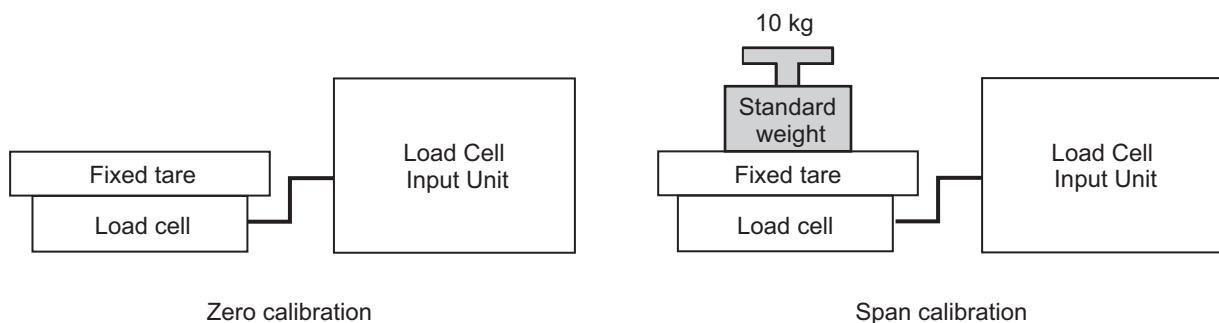 Fixed tare
Load cell
Load Cell
Input Unit
Zero calibration
10 kg
Standard
weight
Fixed tare
Load cell
Load Cell
Input Unit
Span calibration